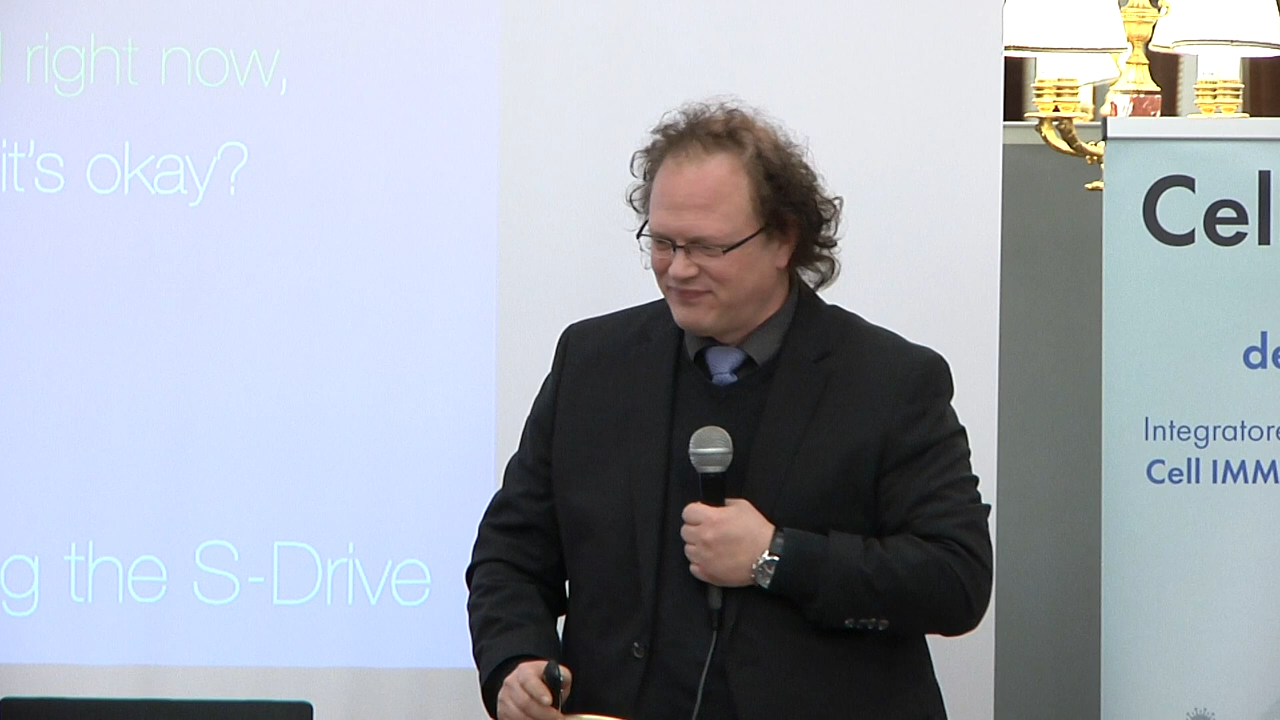 right now,
it's okay?
g the S-Drive
Cel
de
Integratore
Cell IMM